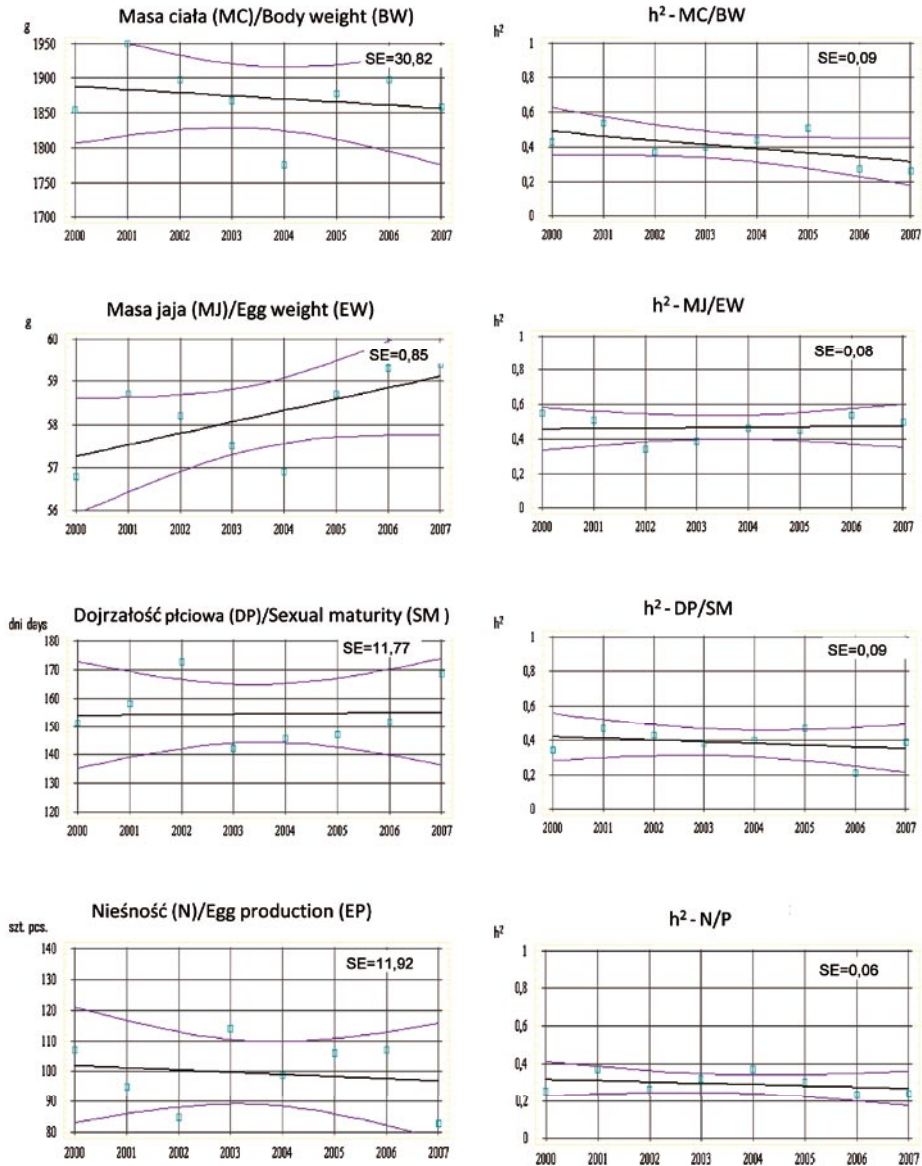 Masa ciała (MC)/Body weight (BW)
g
SE=30,82
1950
1900
1850
1800
1750
1700
2000 2001 2002 2003 2004 2005 2006 2007
h² - MC/BW
h²
SE=0,09
1
0,8
0,6
0,4
0,2
0
2000 2001 2002 2003 2004 2005 2006 2007
Masa jaja (MJ)/Egg weight (EW)
g
SE=0,85
60
59
58
57
56
2000 2001 2002 2003 2004 2005 2006 2007
h² - MJ/EW
h²
SE=0,08
1
0,8
0,6
0,4
0,2
0
2000 2001 2002 2003 2004 2005 2006 2007
Dojrzałość płciowa (DP)/Sexual maturity (SM )
dni days
SE=11,77
180
170
160
150
140
130
120
2000 2001 2002 2003 2004 2005 2006 2007
h² - DP/SM
h²
SE=0,09
1
0,8
0,6
0,4
0,2
0
2000 2001 2002 2003 2004 2005 2006 2007
Nieśność (N)/Egg production (EP)
szt. pcs.
SE=11,92
140
130
120
110
100
90
80
2000 2001 2002 2003 2004 2005 2006 2007
h² - N/P
h²
SE=0,06
1
0,8
0,6
0,4
0,2
0
2000 2001 2002 2003 2004 2005 2006 2007